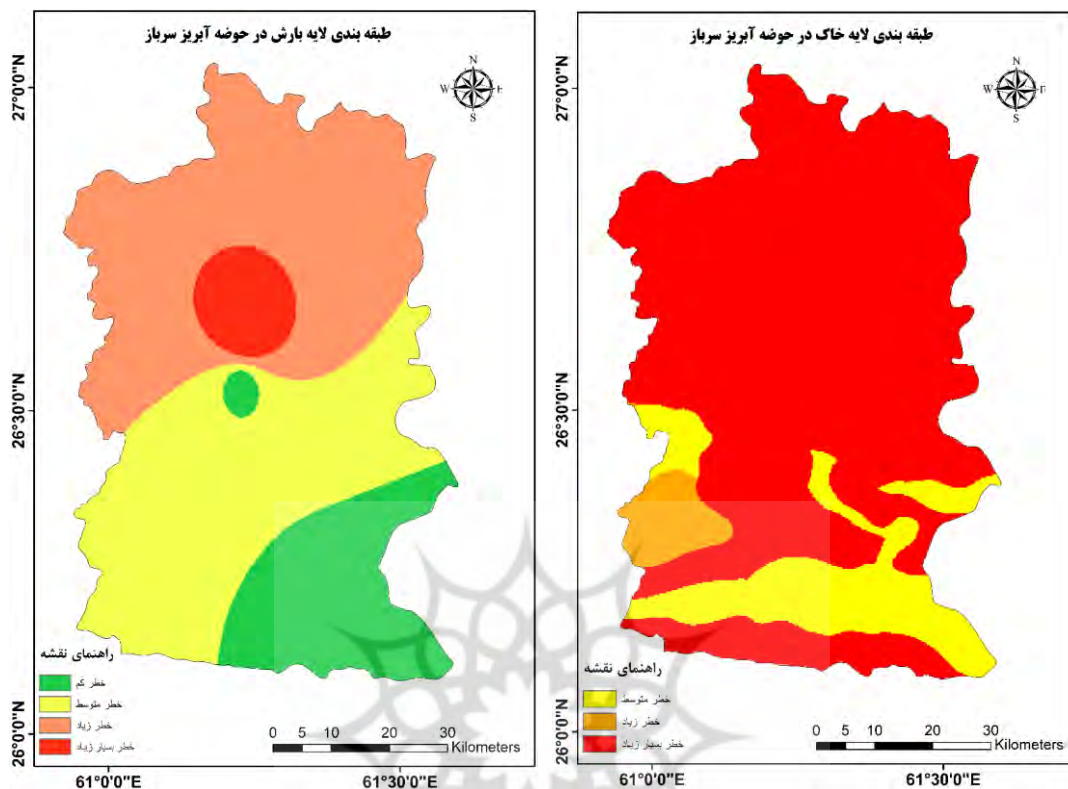 طبقه بندی لایه بارش در حوضه آبریز سرباز
N
W E
S
27°0'0"N
26°30'0"N
26°0'0"N
راهنمای نقشه
خطر کم
خطر متوسط
خطر زیاد
خطر بسیار زیاد
0 5 10 20 30
Kilometers
61°0'0"E 61°30'0"E
طبقه بندی لایه خاک در حوضه آبریز سرباز
N
W E
S
27°0'0"N
26°30'0"N
26°0'0"N
راهنمای نقشه
خطر متوسط
خطر زیاد
خطر بسیار زیاد
0 5 10 20 30
Kilometers
61°0'0"E 61°30'0"E